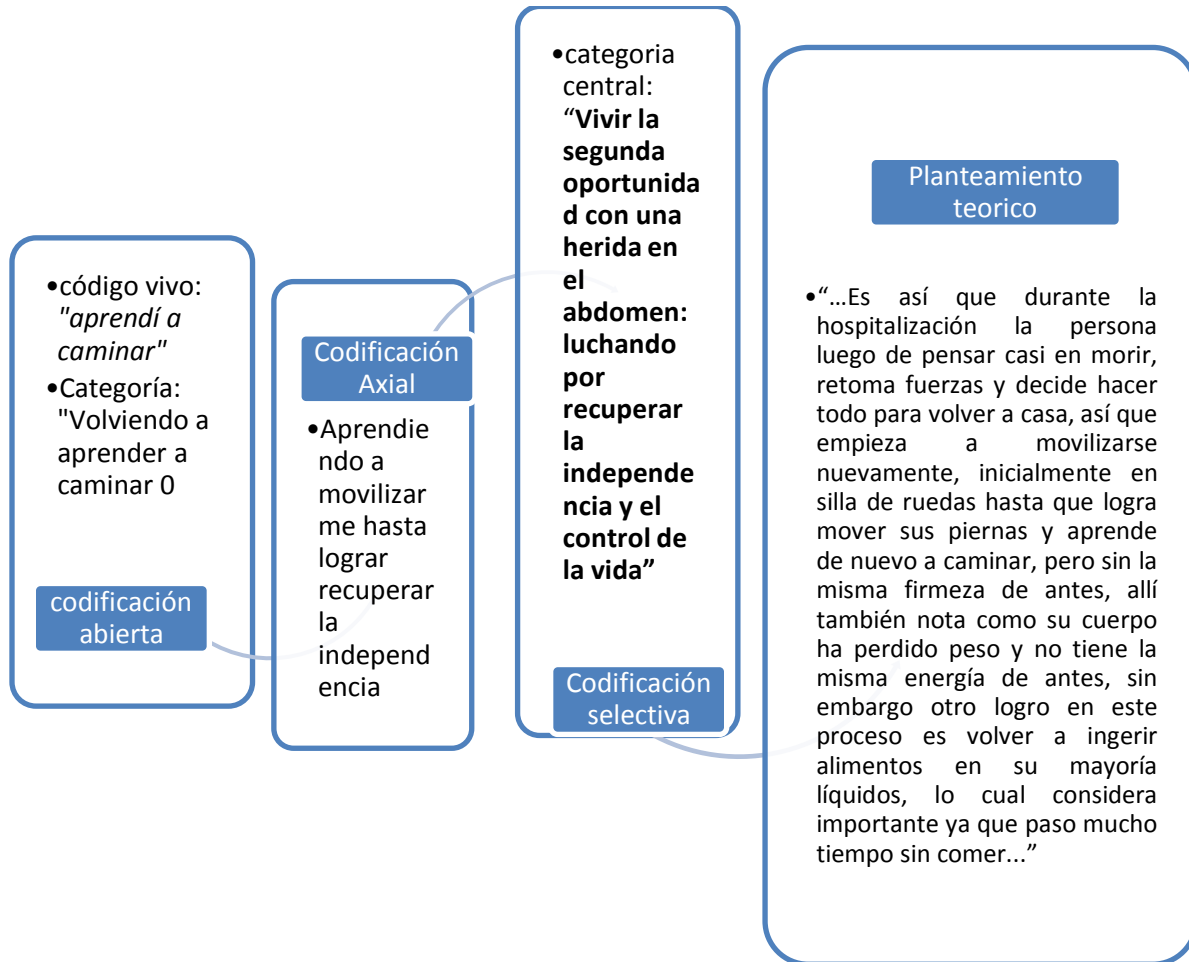 •código vivo:
"aprendí a
caminar"
•Categoría:
"Volviendo a
aprender a
caminar 0
codificación
abierta
Codificación
Axial
•Aprendie
ndo a
movilizar
me hasta
lograr
recuperar
la
independ
encia
•categoria
central:
“Vivir la
segunda
oportunida
d con una
herida en
el
abdomen:
luchando
por
recuperar
la
independe
ncia y el
control de
la vida”
Codificación
selectiva
Planteamiento
teorico
•“...Es así que durante la
hospitalización la persona
luego de pensar casi en morir,
retoma fuerzas y decide hacer
todo para volver a casa, así que
empieza a movilizarse
nuevamente, inicialmente en
silla de ruedas hasta que logra
mover sus piernas y aprende
de nuevo a caminar, pero sin la
misma firmeza de antes, allí
también nota como su cuerpo
ha perdido peso y no tiene la
misma energía de antes, sin
embargo otro logro en este
proceso es volver a ingerir
alimentos en su mayoría
líquidos, lo cual considera
importante ya que paso mucho
tiempo sin comer...”